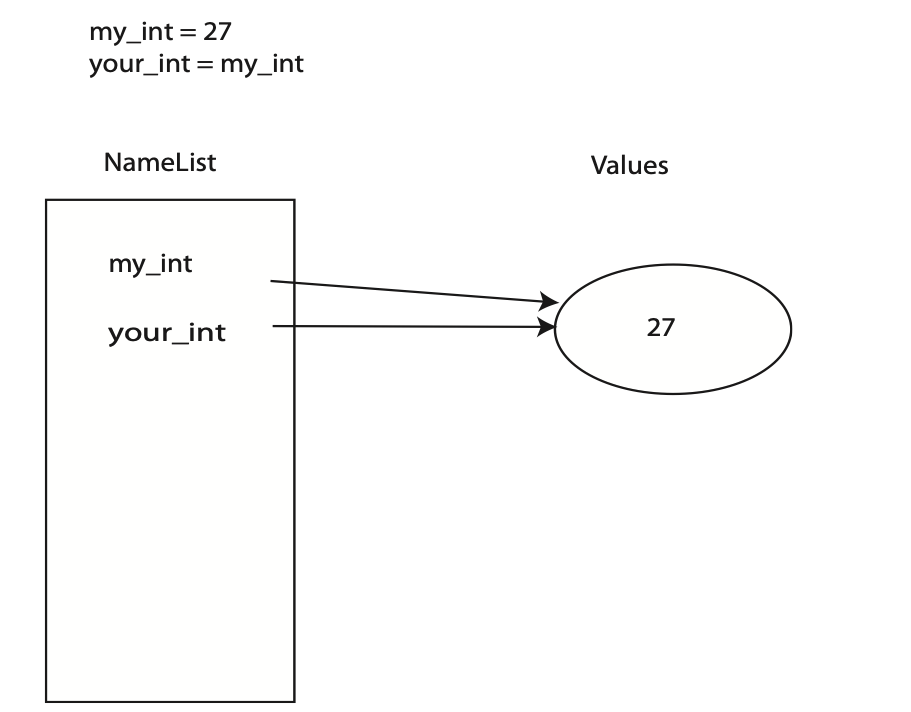 my_int = 27
your_int = my_int
NameList
Values
my_int
your_int
27